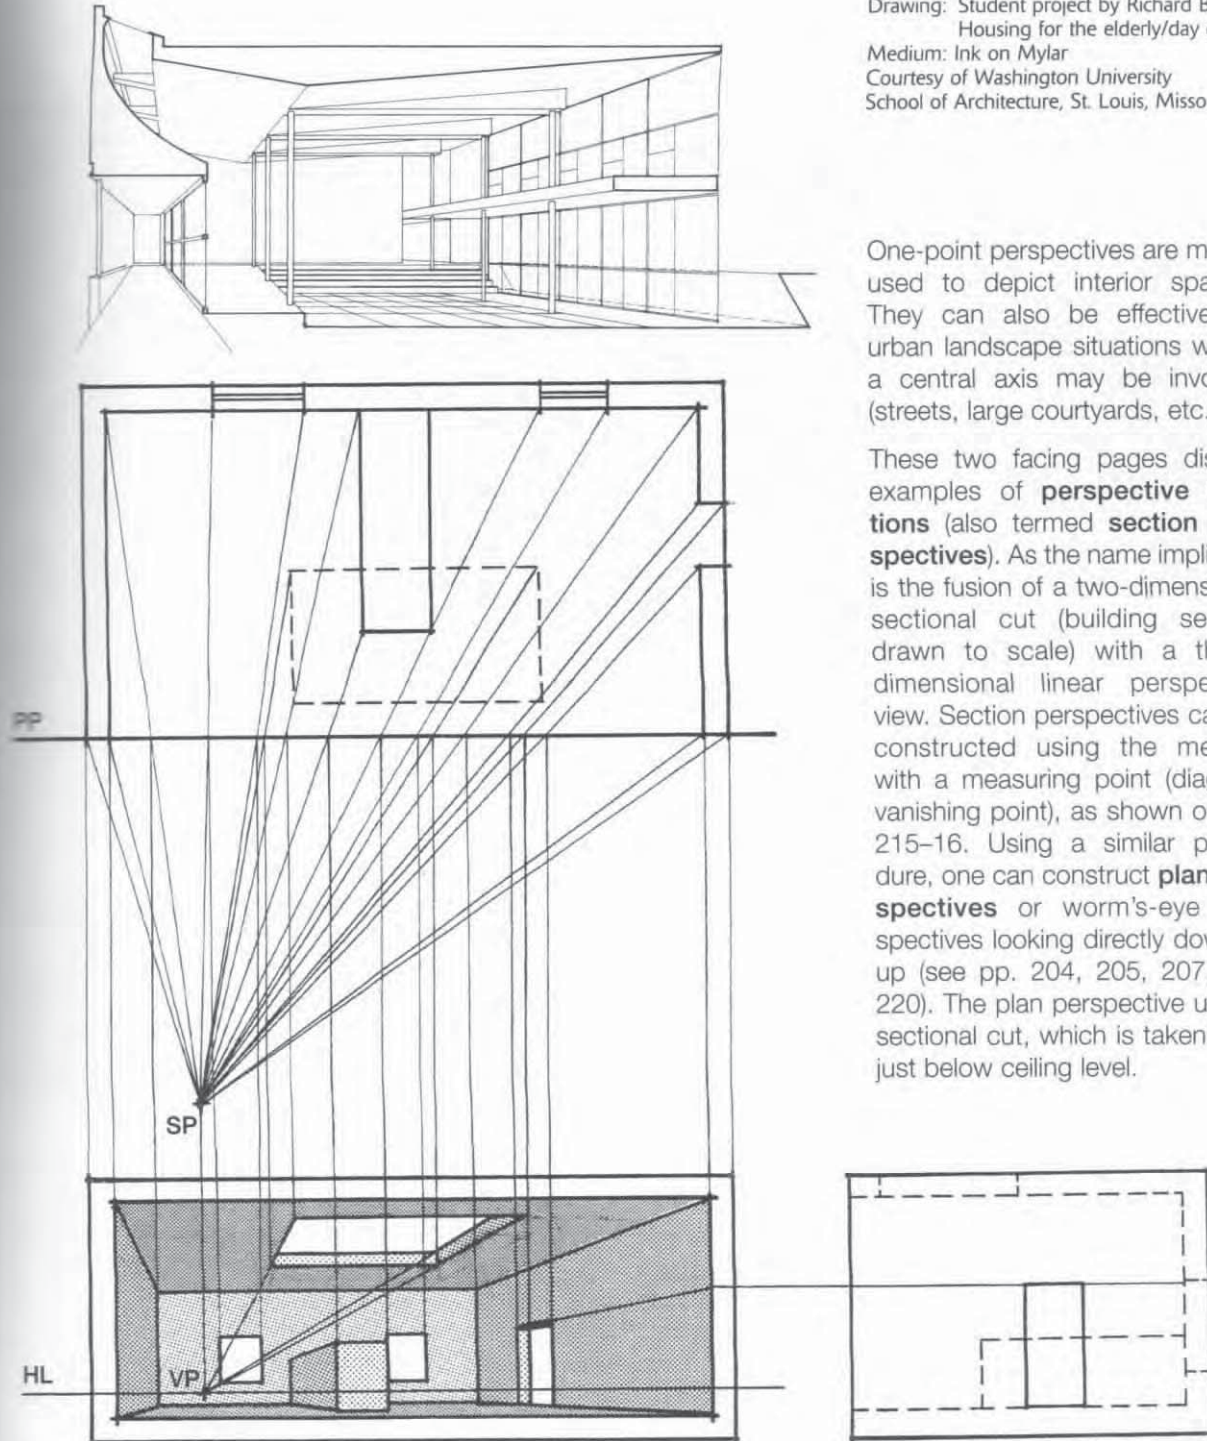 Drawing: Student project by Richard
Housing for the elderly/day
Medium: Ink on Mylar
Courtesy of Washington University
School of Architecture, St. Louis,
One-point perspectives are
used to depict interior
They can also be
urban landscape situations
a central axis may be
(streets, large courtyards, etc.
These two facing pages
examples of perspective
tions (also termed section
spectives). As the name
is the fusion of a
sectional cut (building
drawn to scale) with a
dimensional linear
view. Section perspectives
constructed using the
with a measuring point
vanishing point), as shown
215–16. Using a similar
dure, one can construct
spectives or worm's-eye
spectives looking directly
up (see pp. 204, 205, 207
220). The plan perspective
sectional cut, which is taken
just below ceiling level.
PP
SP
HL
VP